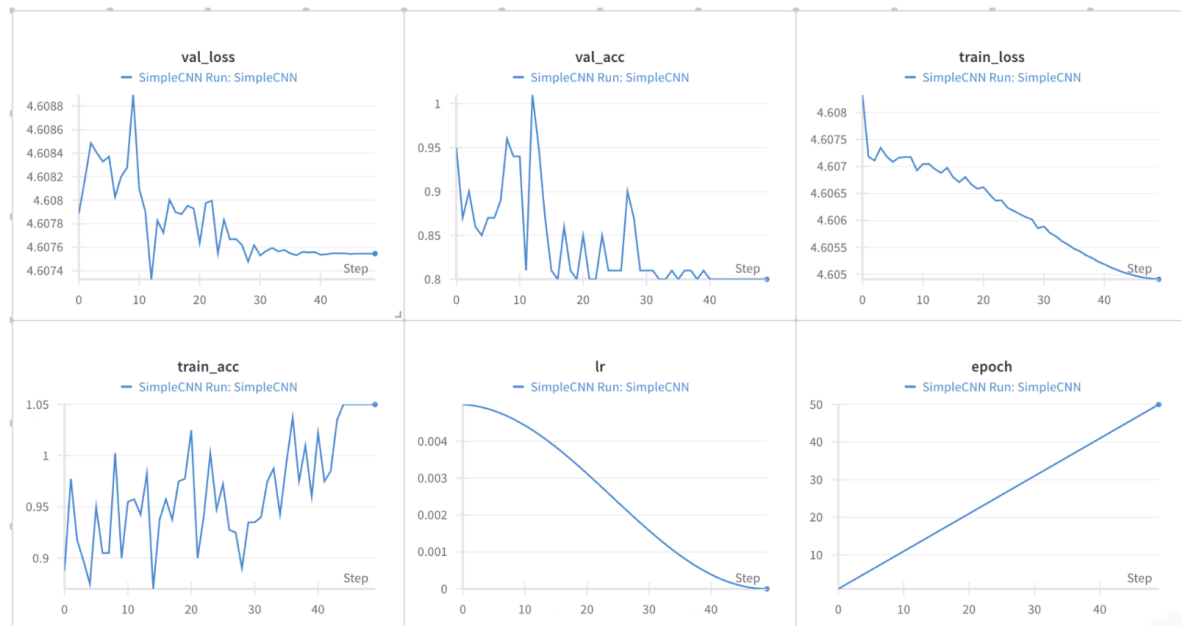 val_loss
SimpleCNN Run: SimpleCNN
4.6088
4.6086
4.6084
4.6082
4.608
4.6078
4.6076
4.6074
Step
0 10 20 30 40
val_acc
SimpleCNN Run: SimpleCNN
1
0.95
0.9
0.85
0.8
Step
0 10 20 30 40
train_loss
SimpleCNN Run: SimpleCNN
4.608
4.6075
4.607
4.6065
4.606
4.6055
4.605
Step
0 10 20 30 40
train_acc
SimpleCNN Run: SimpleCNN
1.05
1
0.95
0.9
Step
0 10 20 30 40
lr
SimpleCNN Run: SimpleCNN
0.004
0.003
0.002
0.001
0
Step
0 10 20 30 40
epoch
SimpleCNN Run: SimpleCNN
50
40
30
20
10
Step
0 10 20 30 40